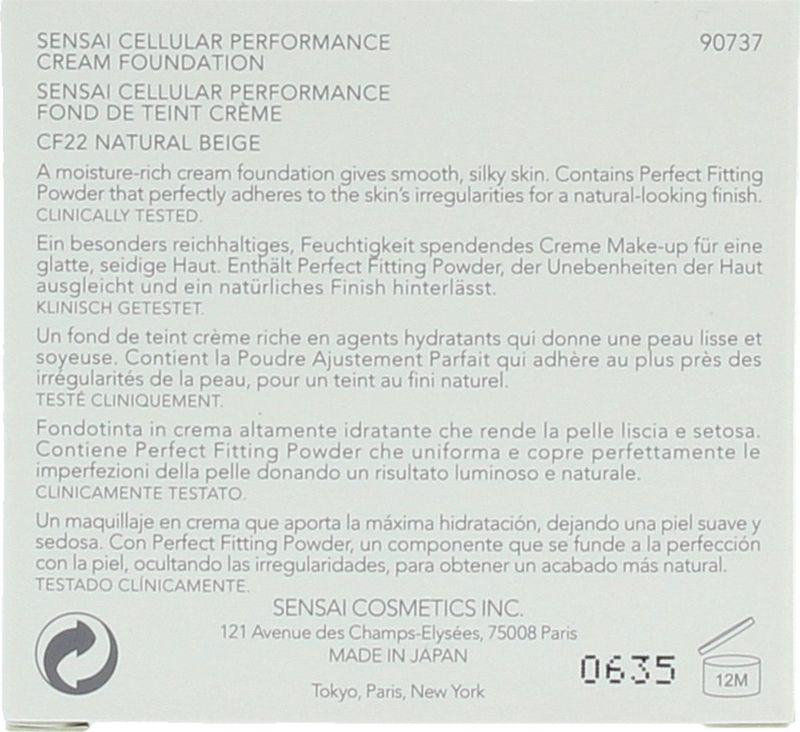 SENSAI CELLULAR PERFORMANCE 90737
CREAM FOUNDATION
SENSAI CELLULAR PERFORMANCE
FOND DE TEINT CRÈME
CF22 NATURAL BEIGE
A moisture-rich cream foundation gives smooth, silky skin. Contains Perfect Fitting
Powder that perfectly adheres to the skin's irregularities for a natural-looking finish.
CLINICALLY TESTED.
Ein besonders reichhaltiges, Feuchtigkeit spendendes Creme Make-up für eine
glatte, seidige Haut. Enthält Perfect Fitting Powder, der Unebenheiten der Haut
ausgleicht und ein natürliches Finish hinterlässt.
KLINISCH GETESTET.
Un fond de teint crème riche en agents hydratants qui donne une peau lisse et
soyeuse. Contient la Poudre Ajustement Parfait qui adhère au plus près des
irrégularités de la peau, pour un teint au fini naturel.
TESTÉ CLINIQUEMENT.
Fondotinta in crema altamente idratante che rende la pelle liscia e setosa.
Contiene Perfect Fitting Powder che uniforma e copre perfettamente le
imperfezioni della pelle donando un risultato luminoso e naturale.
CLINICAMENTE TESTATO.
Un maquillaje en crema que aporta la máxima hidratación, dejando una piel suave y
sedosa. Con Perfect Fitting Powder, un componente que se funde a la perfección
con la piel, ocultando las irregularidades, para obtener un acabado más natural.
TESTADO CLÍNICAMENTE.
SENSAI COSMETICS INC.
121 Avenue des Champs-Elysées, 75008 Paris
MADE IN JAPAN
0635
12M
Tokyo, Paris, New York